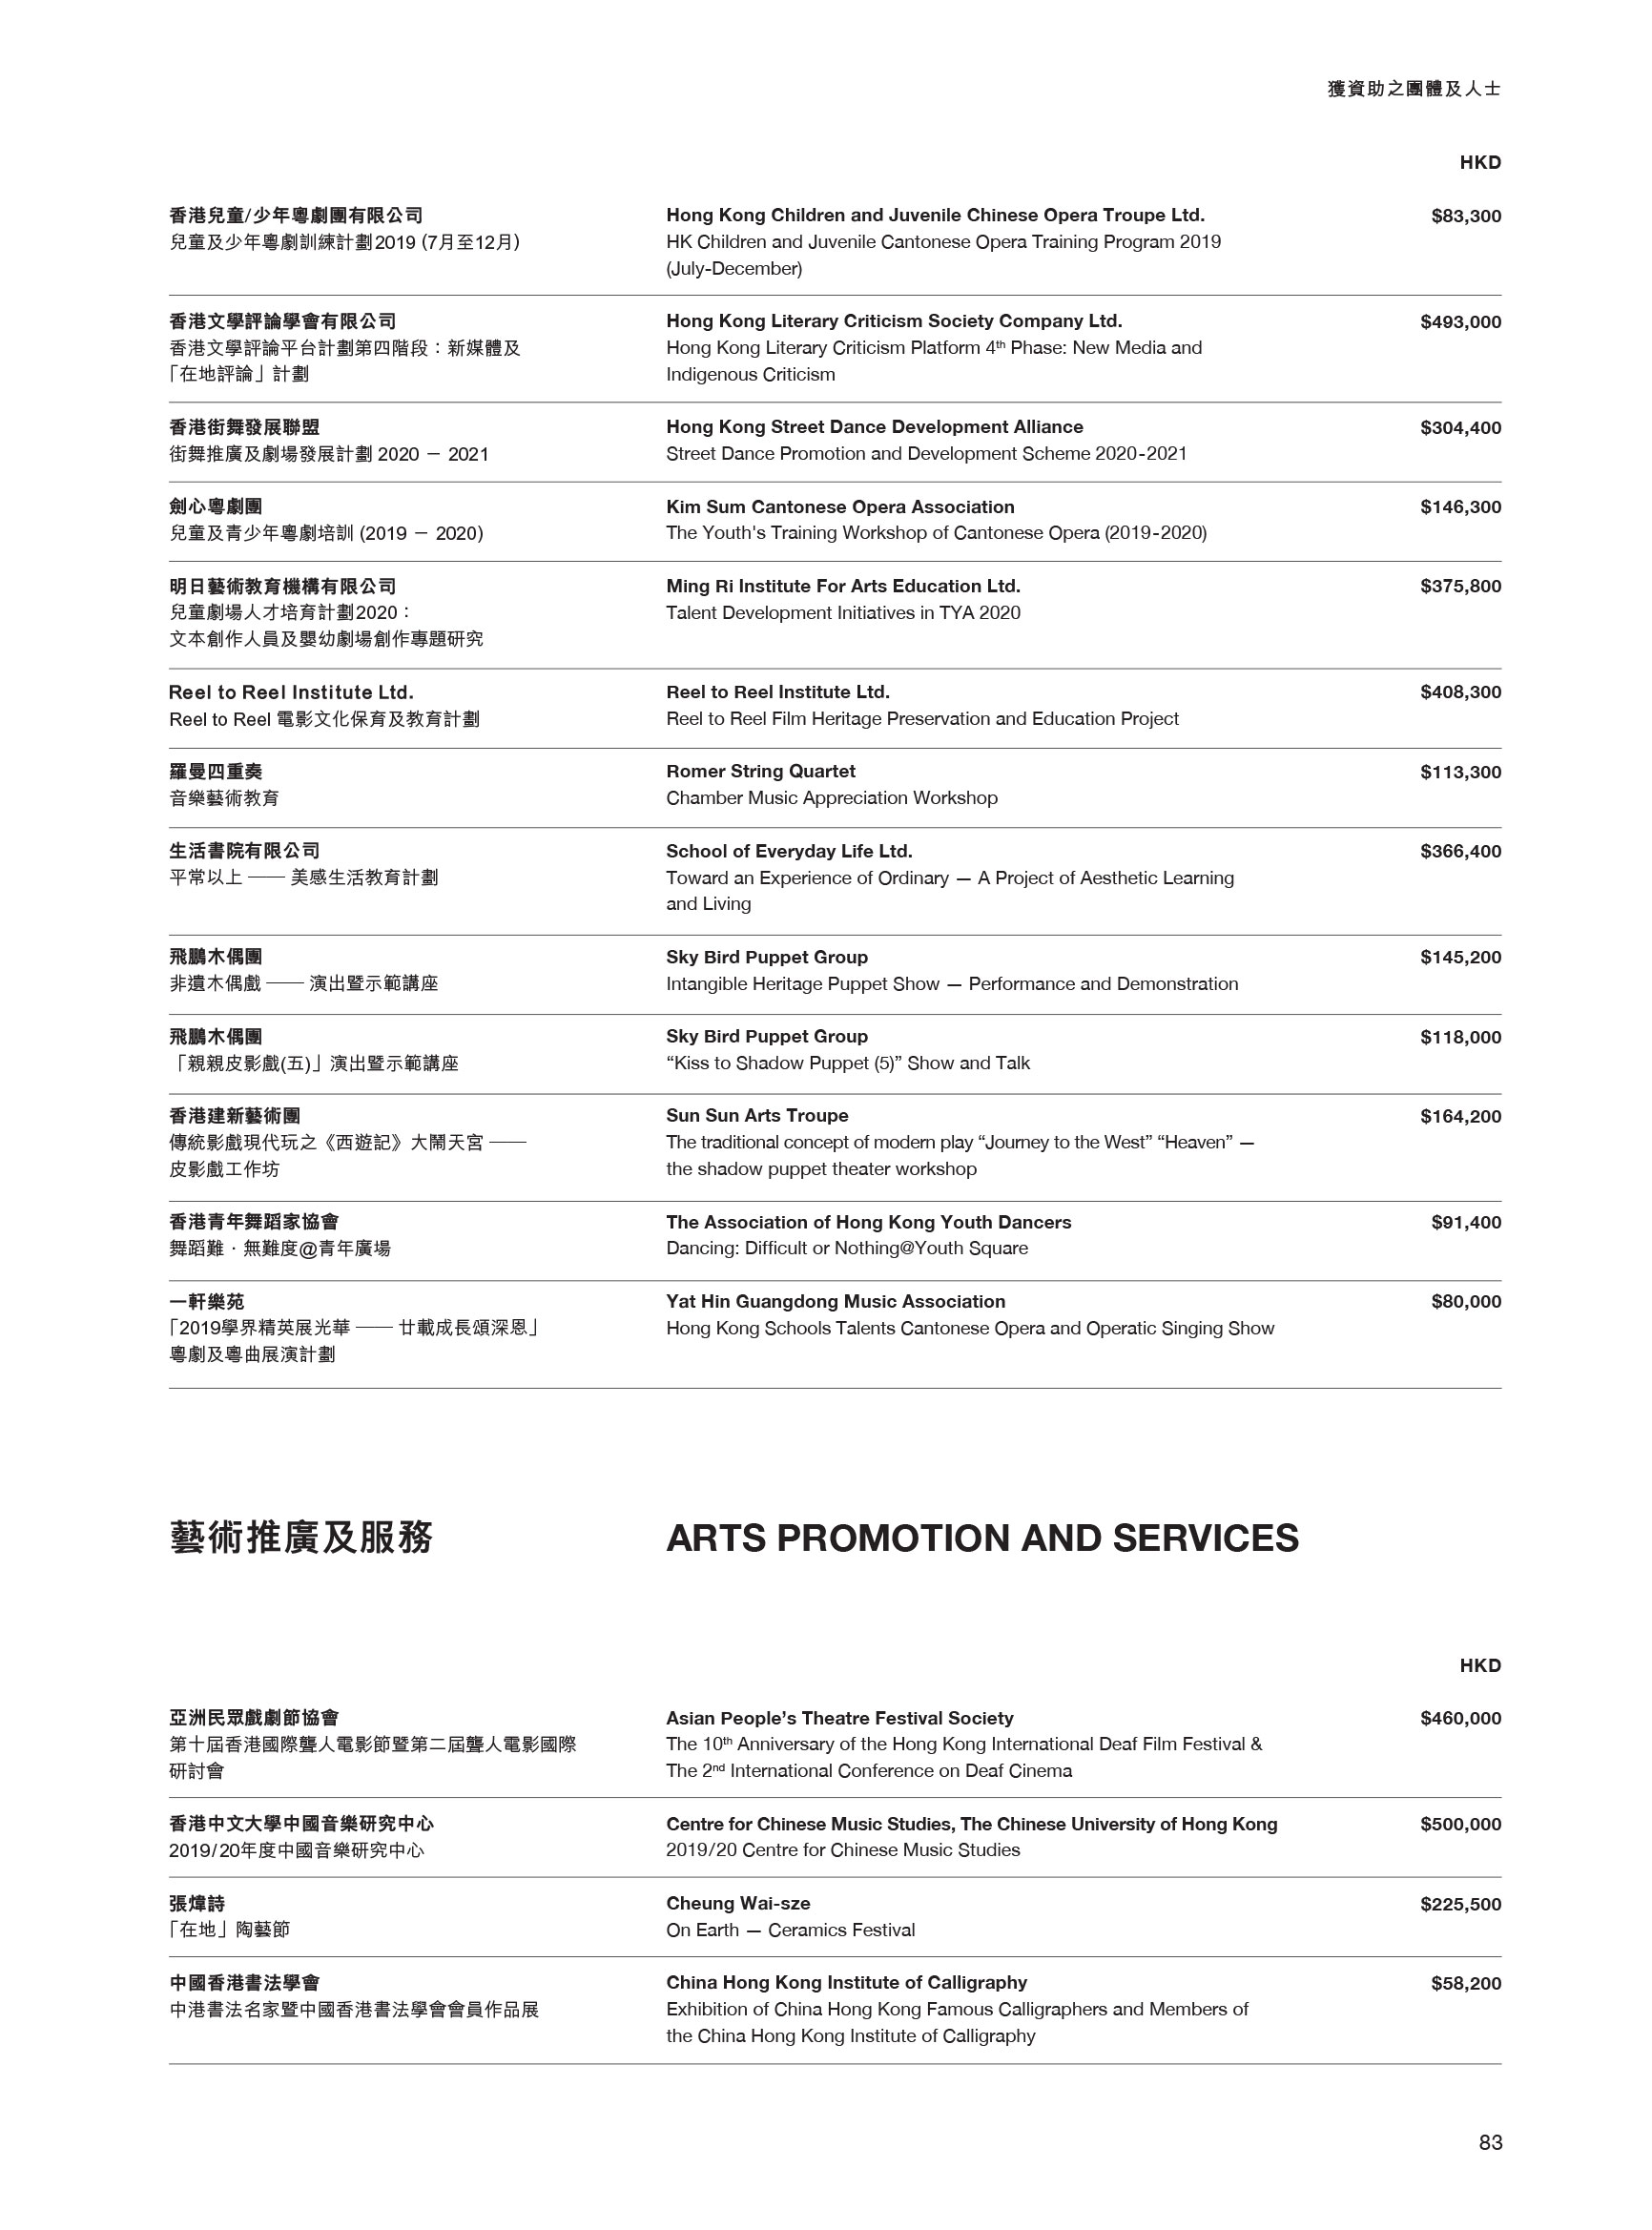 獲資助之團體及人士
HKD
香港兒童/少年粵劇團有限公司
兒童及少年粵劇訓練計劃2019 (7月至12月)
Hong Kong Children and Juvenile Chinese Opera Troupe Ltd.
HK Children and Juvenile Cantonese Opera Training Program 2019
(July-December)
$83,300
香港文學評論學會有限公司
香港文學評論平台計劃第四階段：新媒體及
「在地評論」計劃
Hong Kong Literary Criticism Society Company Ltd.
Hong Kong Literary Criticism Platform 4th Phase: New Media and
Indigenous Criticism
$493,000
香港街舞發展聯盟
街舞推廣及劇場發展計劃 2020 － 2021
Hong Kong Street Dance Development Alliance
Street Dance Promotion and Development Scheme 2020-2021
$304,400
劍心粵劇團
兒童及青少年粵劇培訓 (2019 － 2020)
Kim Sum Cantonese Opera Association
The Youth's Training Workshop of Cantonese Opera (2019-2020)
$146,300
明日藝術教育機構有限公司
兒童劇場人才培育計劃2020：
文本創作人員及嬰幼劇場創作專題研究
Ming Ri Institute For Arts Education Ltd.
Talent Development Initiatives in TYA 2020
$375,800
Reel to Reel Institute Ltd.
Reel to Reel 電影文化保育及教育計劃
Reel to Reel Institute Ltd.
Reel to Reel Film Heritage Preservation and Education Project
$408,300
羅曼四重奏
音樂藝術教育
Romer String Quartet
Chamber Music Appreciation Workshop
$113,300
生活書院有限公司
平常以上 —— 美感生活教育計劃
School of Everyday Life Ltd.
Toward an Experience of Ordinary — A Project of Aesthetic Learning
and Living
$366,400
飛鵬木偶團
非遺木偶戲 —— 演出暨示範講座
Sky Bird Puppet Group
Intangible Heritage Puppet Show — Performance and Demonstration
$145,200
飛鵬木偶團
「親親皮影戲(五)」演出暨示範講座
Sky Bird Puppet Group
“Kiss to Shadow Puppet (5)” Show and Talk
$118,000
香港建新藝術團
傳統影戲現代玩之《西遊記》大鬧天宮 ——
皮影戲工作坊
Sun Sun Arts Troupe
The traditional concept of modern play “Journey to the West” “Heaven” —
the shadow puppet theater workshop
$164,200
香港青年舞蹈家協會
舞蹈難．無難度@青年廣場
The Association of Hong Kong Youth Dancers
Dancing: Difficult or Nothing@Youth Square
$91,400
一軒樂苑
「2019學界精英展光華 —— 廿載成長頌深恩」
粵劇及粵曲展演計劃
Yat Hin Guangdong Music Association
Hong Kong Schools Talents Cantonese Opera and Operatic Singing Show
$80,000
藝術推廣及服務
ARTS PROMOTION AND SERVICES
HKD
亞洲民眾戲劇節協會
第十屆香港國際聾人電影節暨第二屆聾人電影國際
研討會
Asian People’s Theatre Festival Society
The 10th Anniversary of the Hong Kong International Deaf Film Festival &
The 2nd International Conference on Deaf Cinema
$460,000
香港中文大學中國音樂研究中心
2019/20年度中國音樂研究中心
Centre for Chinese Music Studies, The Chinese University of Hong Kong
2019/20 Centre for Chinese Music Studies
$500,000
張煒詩
「在地」陶藝節
Cheung Wai-sze
On Earth — Ceramics Festival
$225,500
中國香港書法學會
中港書法名家暨中國香港書法學會會員作品展
China Hong Kong Institute of Calligraphy
Exhibition of China Hong Kong Famous Calligraphers and Members of
the China Hong Kong Institute of Calligraphy
$58,200
83